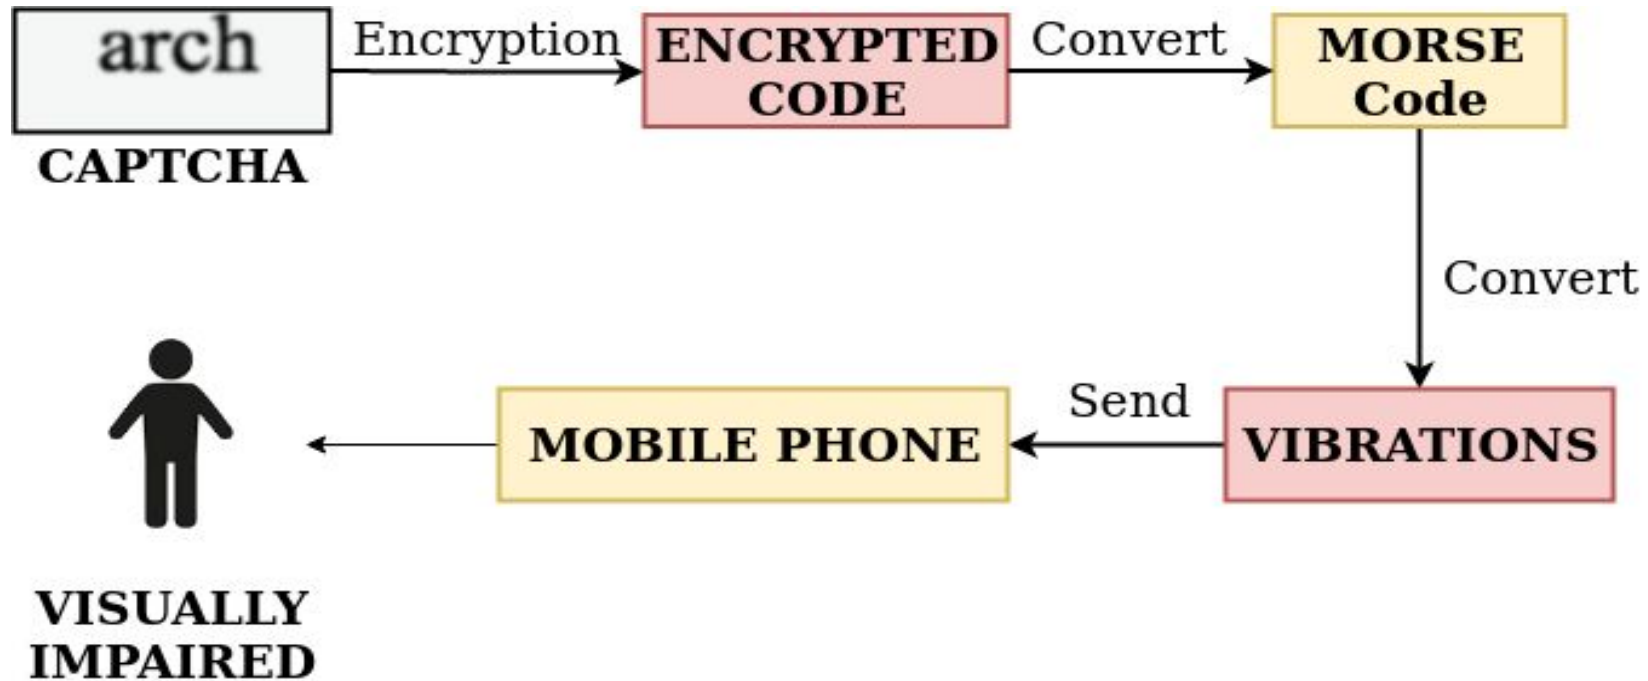 arch
CAPTCHA
Encryption
ENCRYPTED
CODE
Convert
MORSE
Code
Convert
VIBRATIONS
Send
MOBILE PHONE
VISUALLY
IMPAIRED